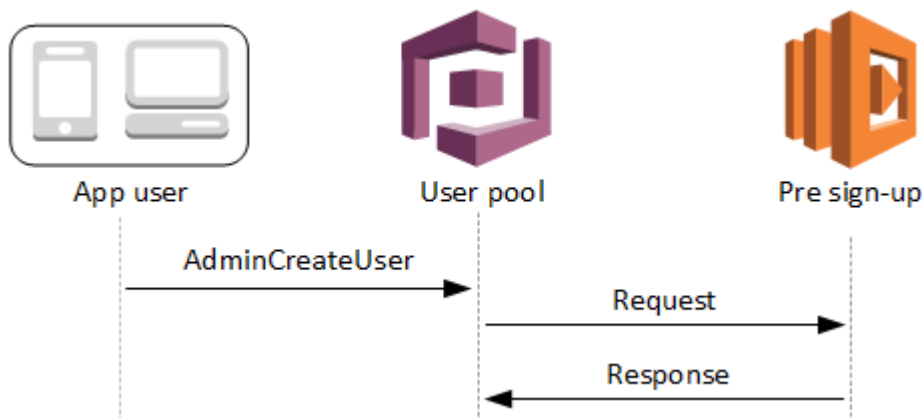 App user
User pool
Pre sign-up
AdminCreateUser
Request
Response